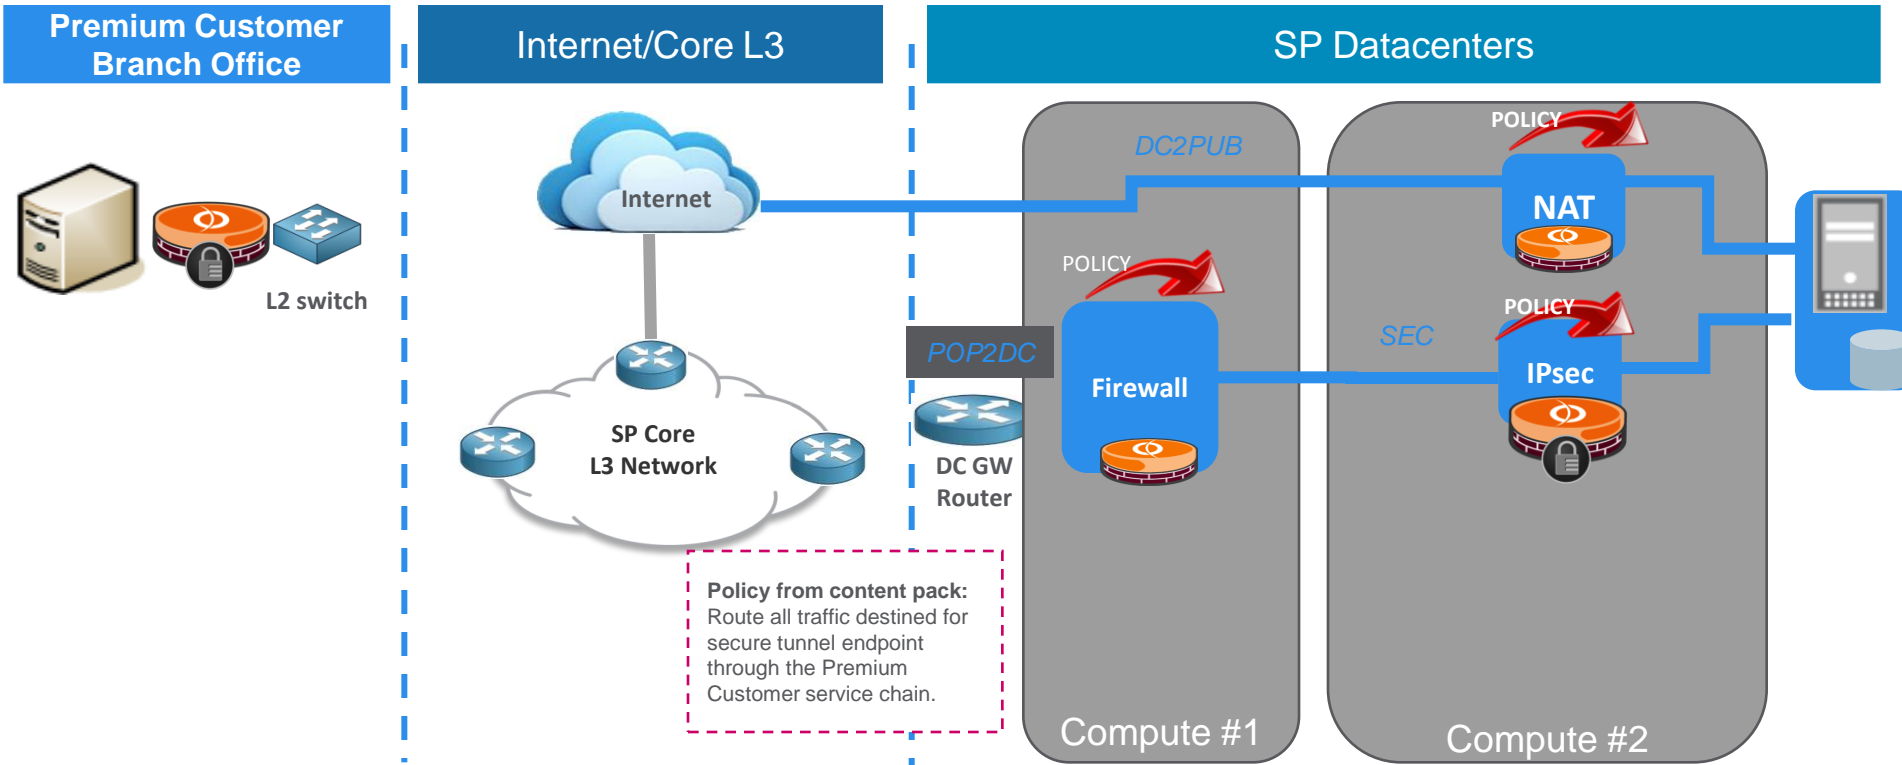 Premium Customer
Branch Office
Internet/Core L3
SP Datacenters
L2 switch
Internet
SP Core
L3 Network
POP2DC
DC GW
Router
Policy from content pack:
Route all traffic destined for
secure tunnel endpoint
through the Premium
Customer service chain.
DC2PUB
POLICY
Firewall
Compute #1
SEC
POLICY
NAT
POLICY
IPsec
Compute #2